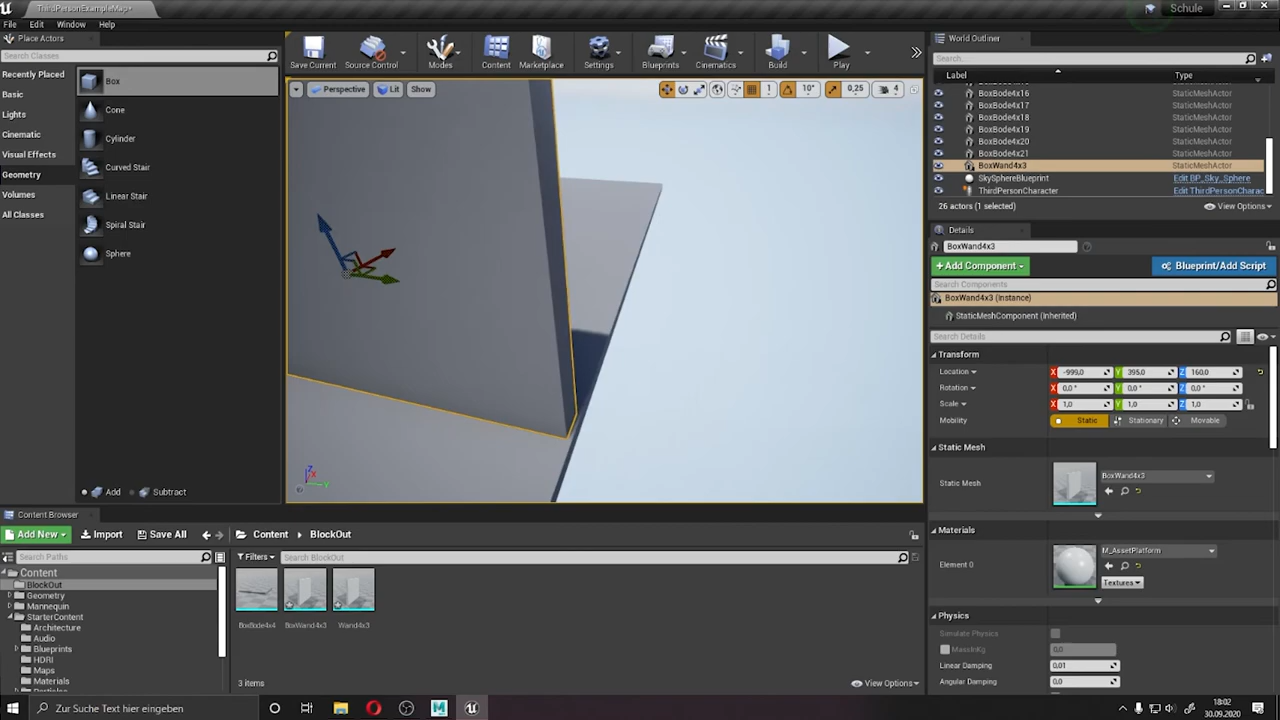 ThirdPersonExampleMap*
Schule
File Edit Window Help
Place Actors
Search Classes
Recently Placed
Basic
Lights
Cinematic
Visual Effects
Geometry
Volumes
All Classes
Box
Cone
Cylinder
Curved Stair
Linear Stair
Spiral Stair
Sphere
Add Subtract
Save Current Source Control Modes Content Marketplace Settings Blueprints Cinematics Build Play
Perspective Lit Show
1 10° 0,25 4
World Outliner
Search...
Label Type
BoxBode4x16 StaticMeshActor
BoxBode4x17 StaticMeshActor
BoxBode4x18 StaticMeshActor
BoxBode4x19 StaticMeshActor
BoxBode4x20 StaticMeshActor
BoxBode4x21 StaticMeshActor
BoxWand4x3 StaticMeshActor
SkySphereBlueprint Edit BP_Sky_Sphere
ThirdPersonCharacter Edit ThirdPersonCharac
26 actors (1 selected) View Options
Details
BoxWand4x3
+ Add Component Blueprint/Add Script
Search Components
BoxWand4x3 (Instance)
StaticMeshComponent (Inherited)
Search Details
Transform
Location X -999,0 Y 395,0 Z 160,0
Rotation X 0,0 ° Y 0,0 ° Z 0,0 °
Scale X 1,0 Y 1,0 Z 1,0
Mobility Static Stationary Movable
Static Mesh
Static Mesh BoxWand4x3
Materials
Element 0 M_AssetPlatform
Textures
Physics
Simulate Physics
MassInKg 0,0
Linear Damping 0,01
Angular Damping 0,0
Z X Y
Content Browser
Add New Import Save All Content BlockOut
Search Paths
Filters Search BlockOut
Content
BlockOut
Geometry
Mannequin
StarterContent
Architecture
Audio
Blueprints
HDRI
Maps
Materials
BoxBode4x4 BoxWand4x3 Wand4x3
3 items View Options
Zur Suche Text hier eingeben
18:02
30.09.2020